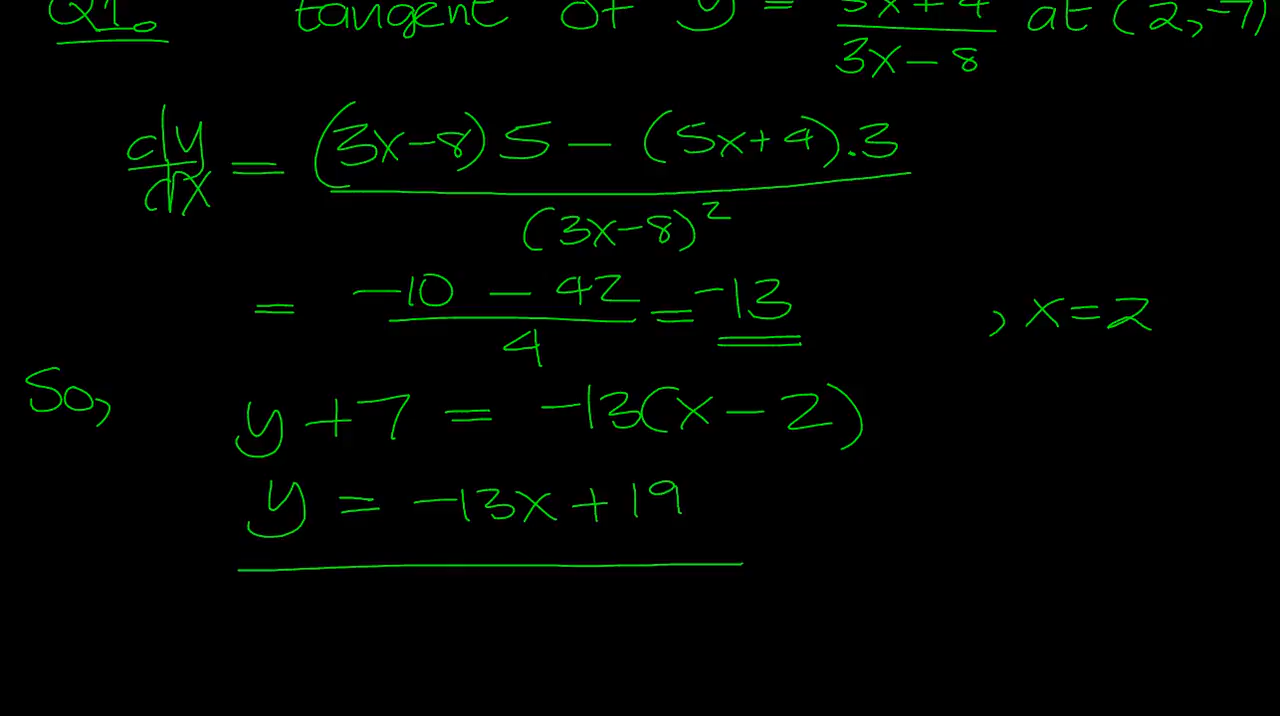 Q1. tangent of y = 5x+4 / 3x-8 at (2,-7)
dy/dx = (3x-8)5 - (5x+4).3 / (3x-8)²
= -10 - 42 / 4 = -13 , x=2
So, y+7 = -13(x-2)
y = -13x+19